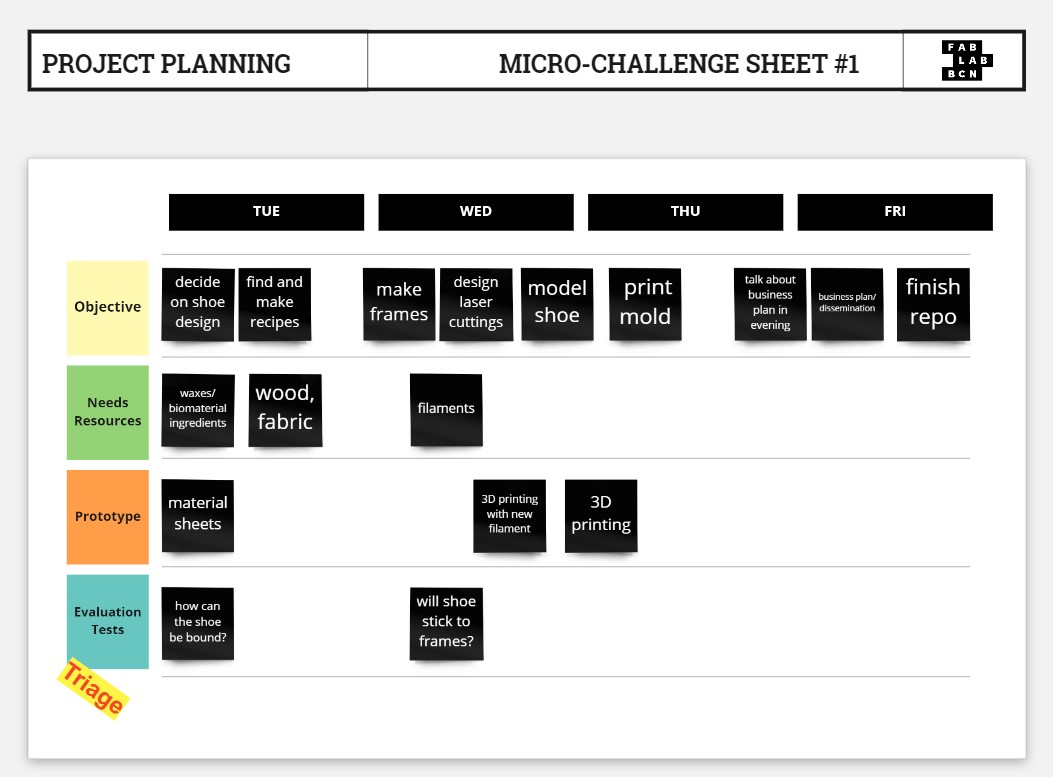 PROJECT PLANNING
MICRO-CHALLENGE SHEET #1
FAB
LAB
BCN
TUE
WED
THU
FRI
Objective
decide
on shoe
design
find and
make
recipes
make
frames
design
laser
cuttings
model
shoe
print
mold
talk about
business
plan in
evening
business plan/
dissemination
finish
repo
Needs
Resources
waxes/
biomaterial
ingredients
wood,
fabric
filaments
Prototype
material
sheets
3D printing
with new
filament
3D
printing
Evaluation
Tests
how can
the shoe
be bound?
will shoe
stick to
frames?
Triage